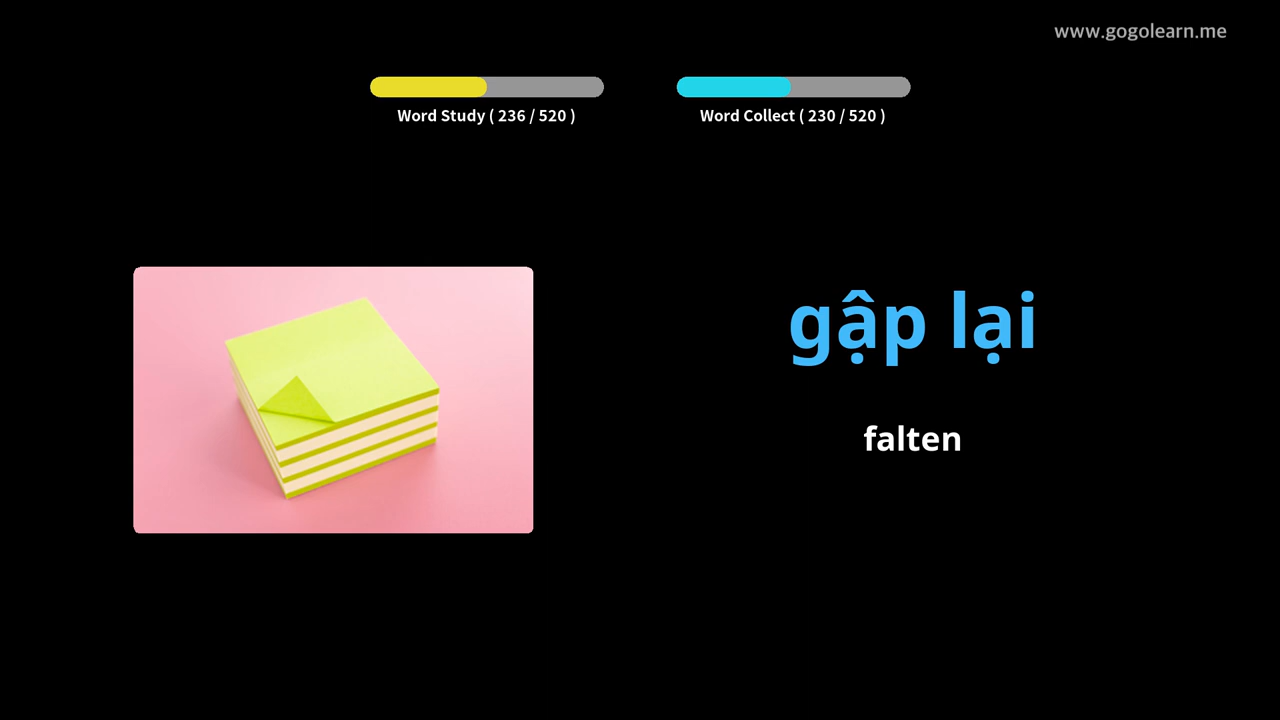 www.gogolearn.me
Word Study ( 236 / 520 )
Word Collect ( 230 / 520 )
gập lại
falten